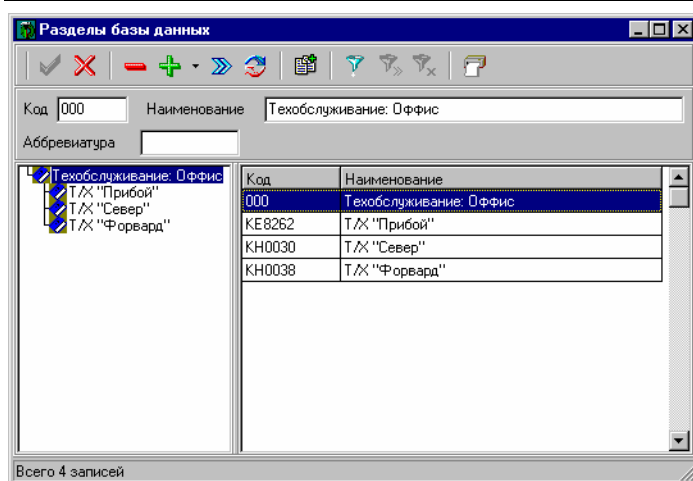 Разделы базы данных
Код 000 Наименование Техобслуживание: Оффис
Аббревиатура
Техобслуживание: Оффис
Т/Х "Прибой"
Т/Х "Север"
Т/Х "Форвард"
Код Наименование
000 Техобслуживание: Оффис
KE8262 Т/Х "Прибой"
KH0030 Т/Х "Север"
KH0038 Т/Х "Форвард"
Всего 4 записей